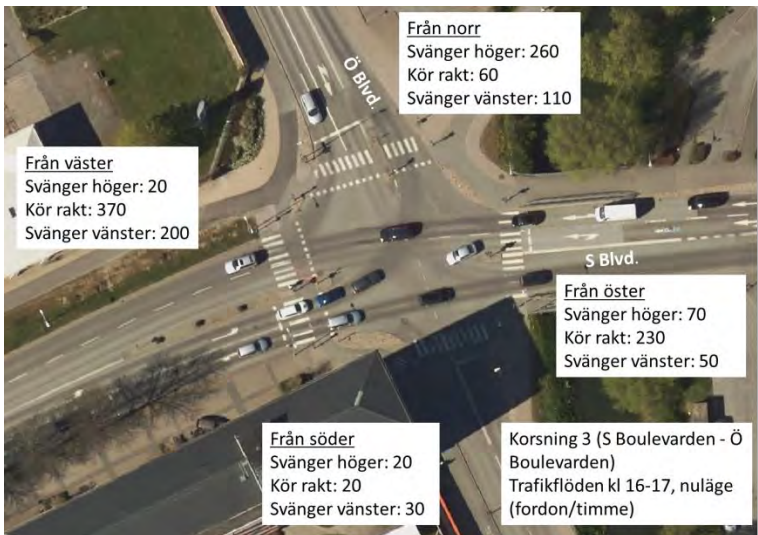 Från norr
Svänger höger: 260
Kör rakt: 60
Svänger vänster: 110
Ö Blvd.
Från väster
Svänger höger: 20
Kör rakt: 370
Svänger vänster: 200
S Blvd.
Från öster
Svänger höger: 70
Kör rakt: 230
Svänger vänster: 50
Från söder
Svänger höger: 20
Kör rakt: 20
Svänger vänster: 30
Korsning 3 (S Boulevarden - Ö
Boulevarden)
Trafikflöden kl 16-17, nuläge
(fordon/timme)